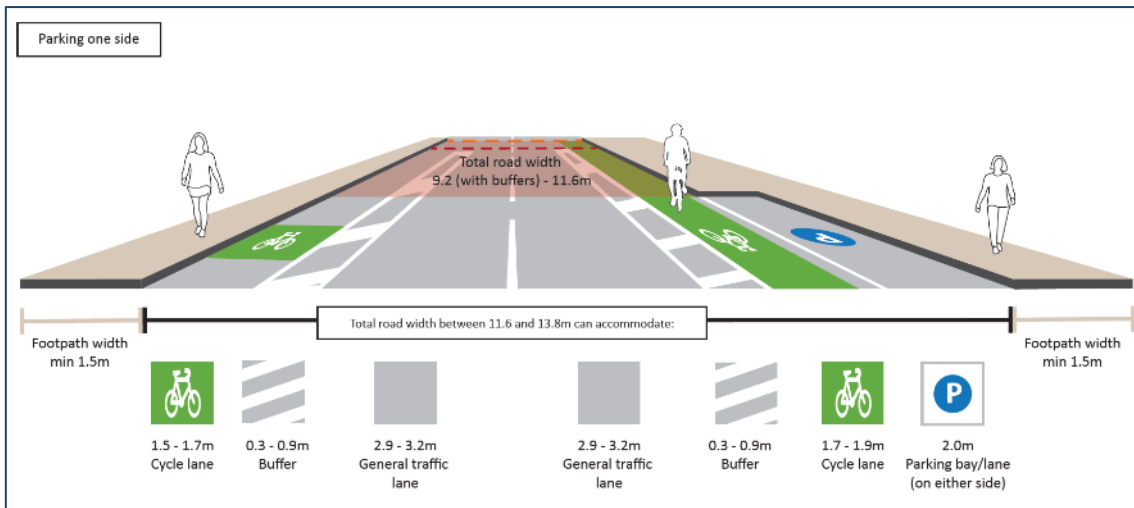 Parking one side
Total road width
9.2 (with buffers) - 11.6m
P
Total road width between 11.6 and 13.8m can accommodate:
Footpath width
min 1.5m
Footpath width
min 1.5m
P
1.5 - 1.7m
Cycle lane
0.3 - 0.9m
Buffer
2.9 - 3.2m
General traffic
lane
2.9 - 3.2m
General traffic
lane
0.3 - 0.9m
Buffer
1.7 - 1.9m
Cycle lane
2.0m
Parking bay/lane
(on either side)